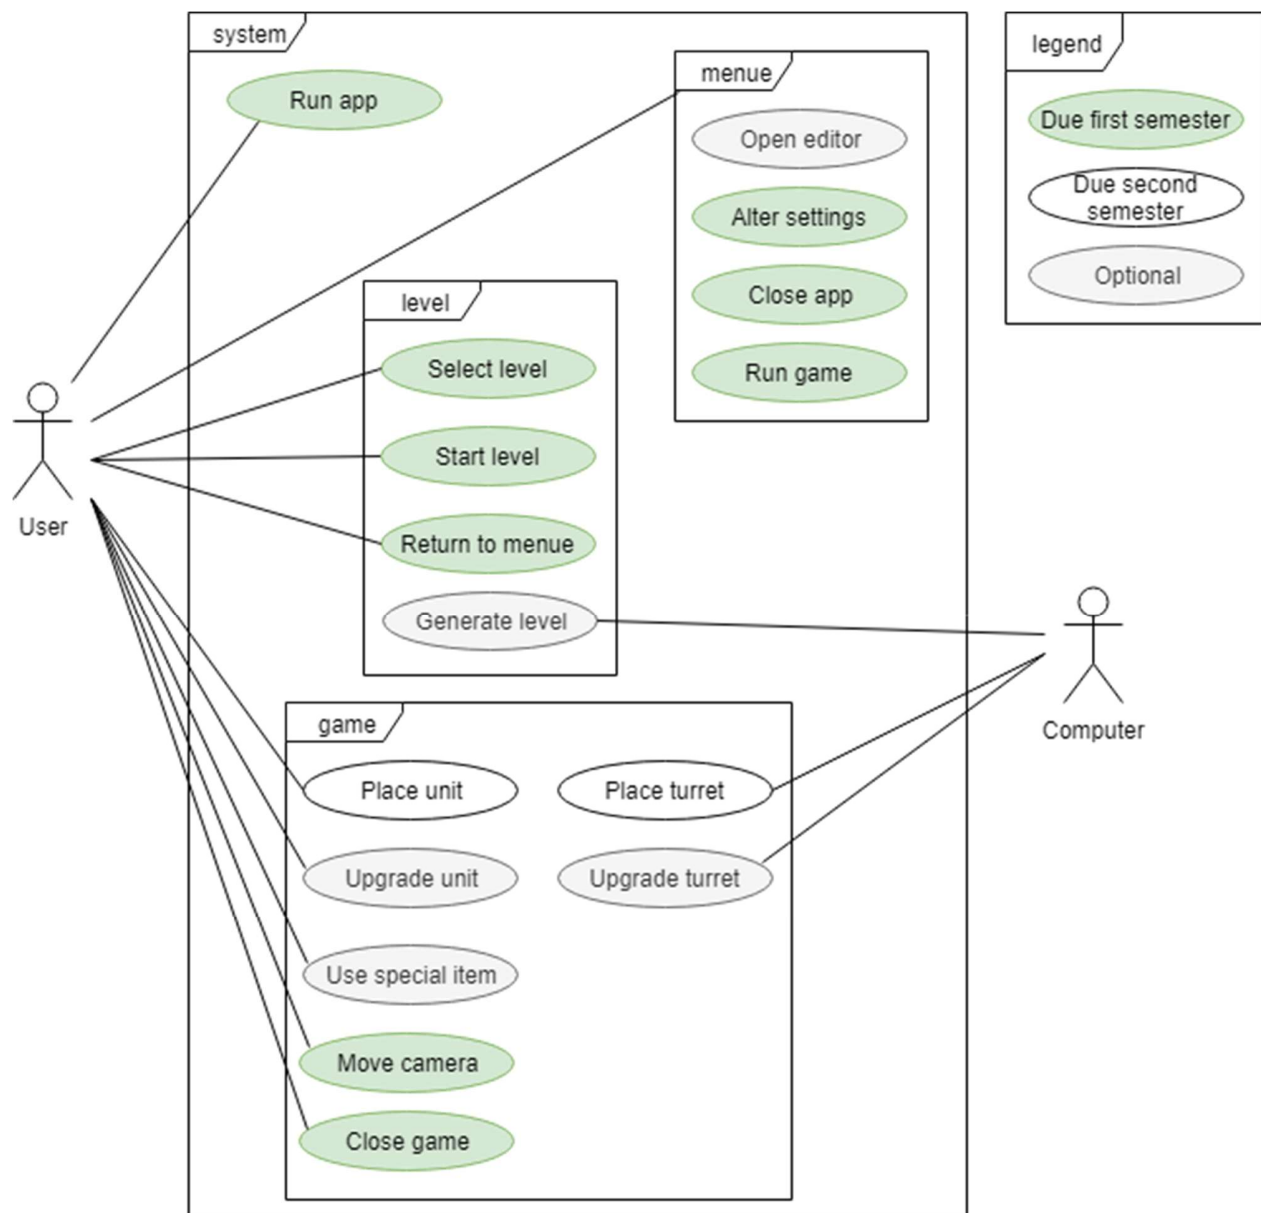 system
Run app
menue
Open editor
Alter settings
Close app
Run game
legend
Due first semester
Due second
semester
Optional
level
Select level
Start level
Return to menue
Generate level
User
Computer
game
Place unit
Place turret
Upgrade unit
Upgrade turret
Use special item
Move camera
Close game